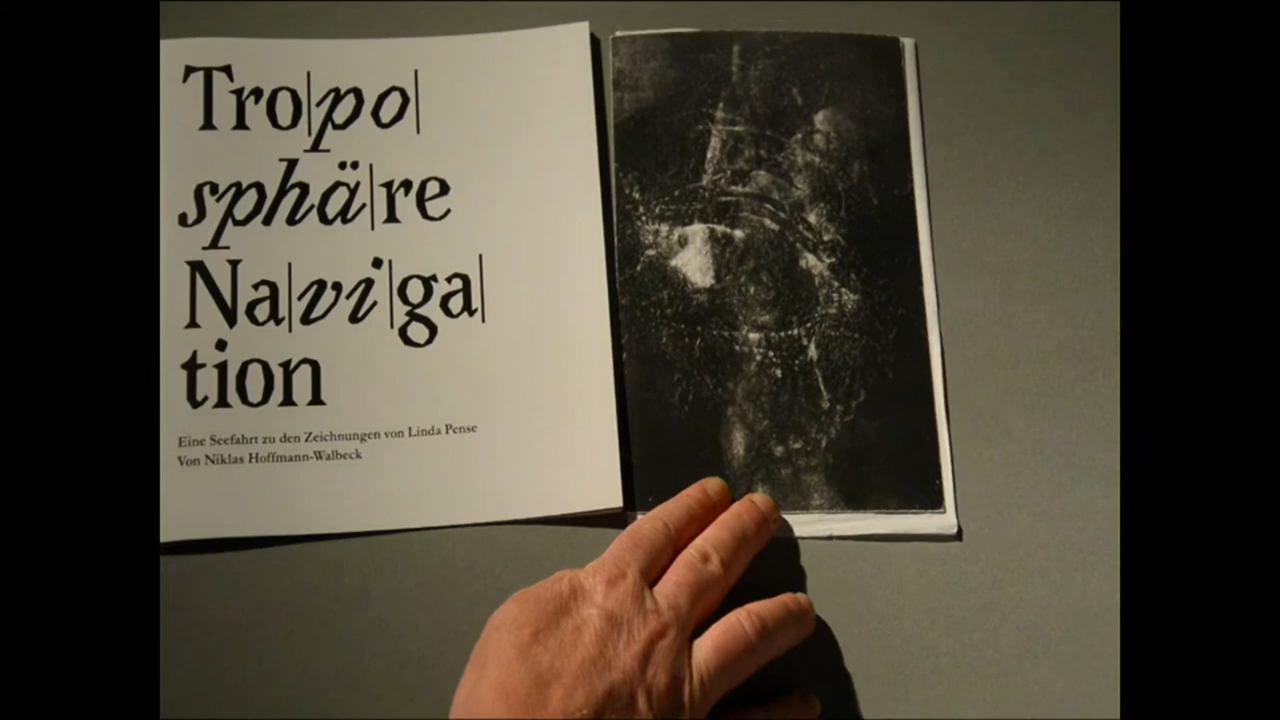 Tro|po|
sphä|re
Na|vi|ga|
tion
Eine Seefahrt zu den Zeichnungen von Linda Pense
Von Niklas Hoffmann-Walbeck